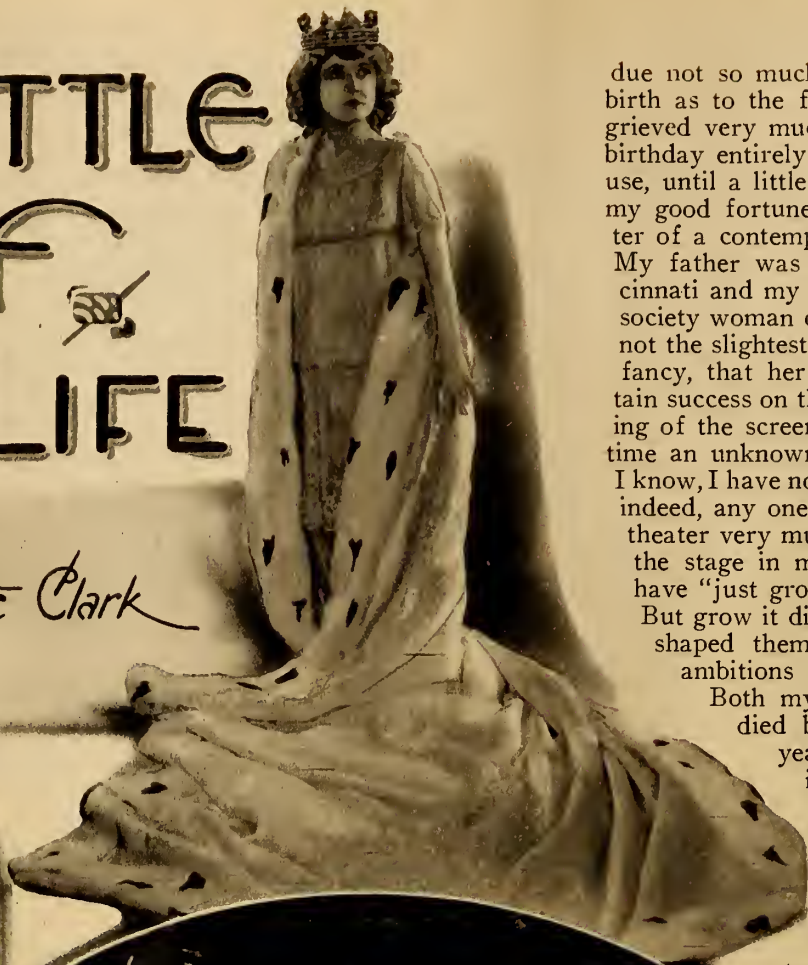 TTLE
F
LIFE
E Clark
due not so much
birth as to the f
grieved very muc
birthday entirely
use, until a little
my good fortune
ter of a contemp
My father was
cinnati and my
society woman
not the slightest
fancy, that her
tain success on th
ing of the screen
time an unknown
I know, I have no
indeed, any one
theater very mu
the stage in m
have "just gro
But grow it di
shaped them
ambitions
Both my
died b
yea
i